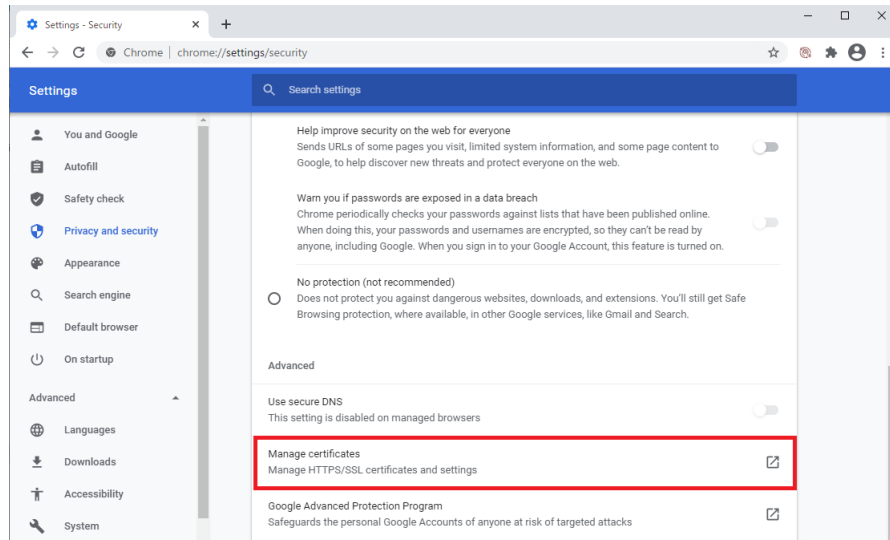 Settings - Security
Chrome | chrome://settings/security
Settings
Search settings
You and Google
Autofill
Safety check
Privacy and security
Appearance
Search engine
Default browser
On startup
Advanced
Languages
Downloads
Accessibility
System
Help improve security on the web for everyone
Sends URLs of some pages you visit, limited system information, and some page content to
Google, to help discover new threats and protect everyone on the web.
Warn you if passwords are exposed in a data breach
Chrome periodically checks your passwords against lists that have been published online.
When doing this, your passwords and usernames are encrypted, so they can't be read by
anyone, including Google. When you sign in to your Google Account, this feature is turned on.
No protection (not recommended)
Does not protect you against dangerous websites, downloads, and extensions. You'll still get Safe
Browsing protection, where available, in other Google services, like Gmail and Search.
Advanced
Use secure DNS
This setting is disabled on managed browsers
Manage certificates
Manage HTTPS/SSL certificates and settings
Google Advanced Protection Program
Safeguards the personal Google Accounts of anyone at risk of targeted attacks